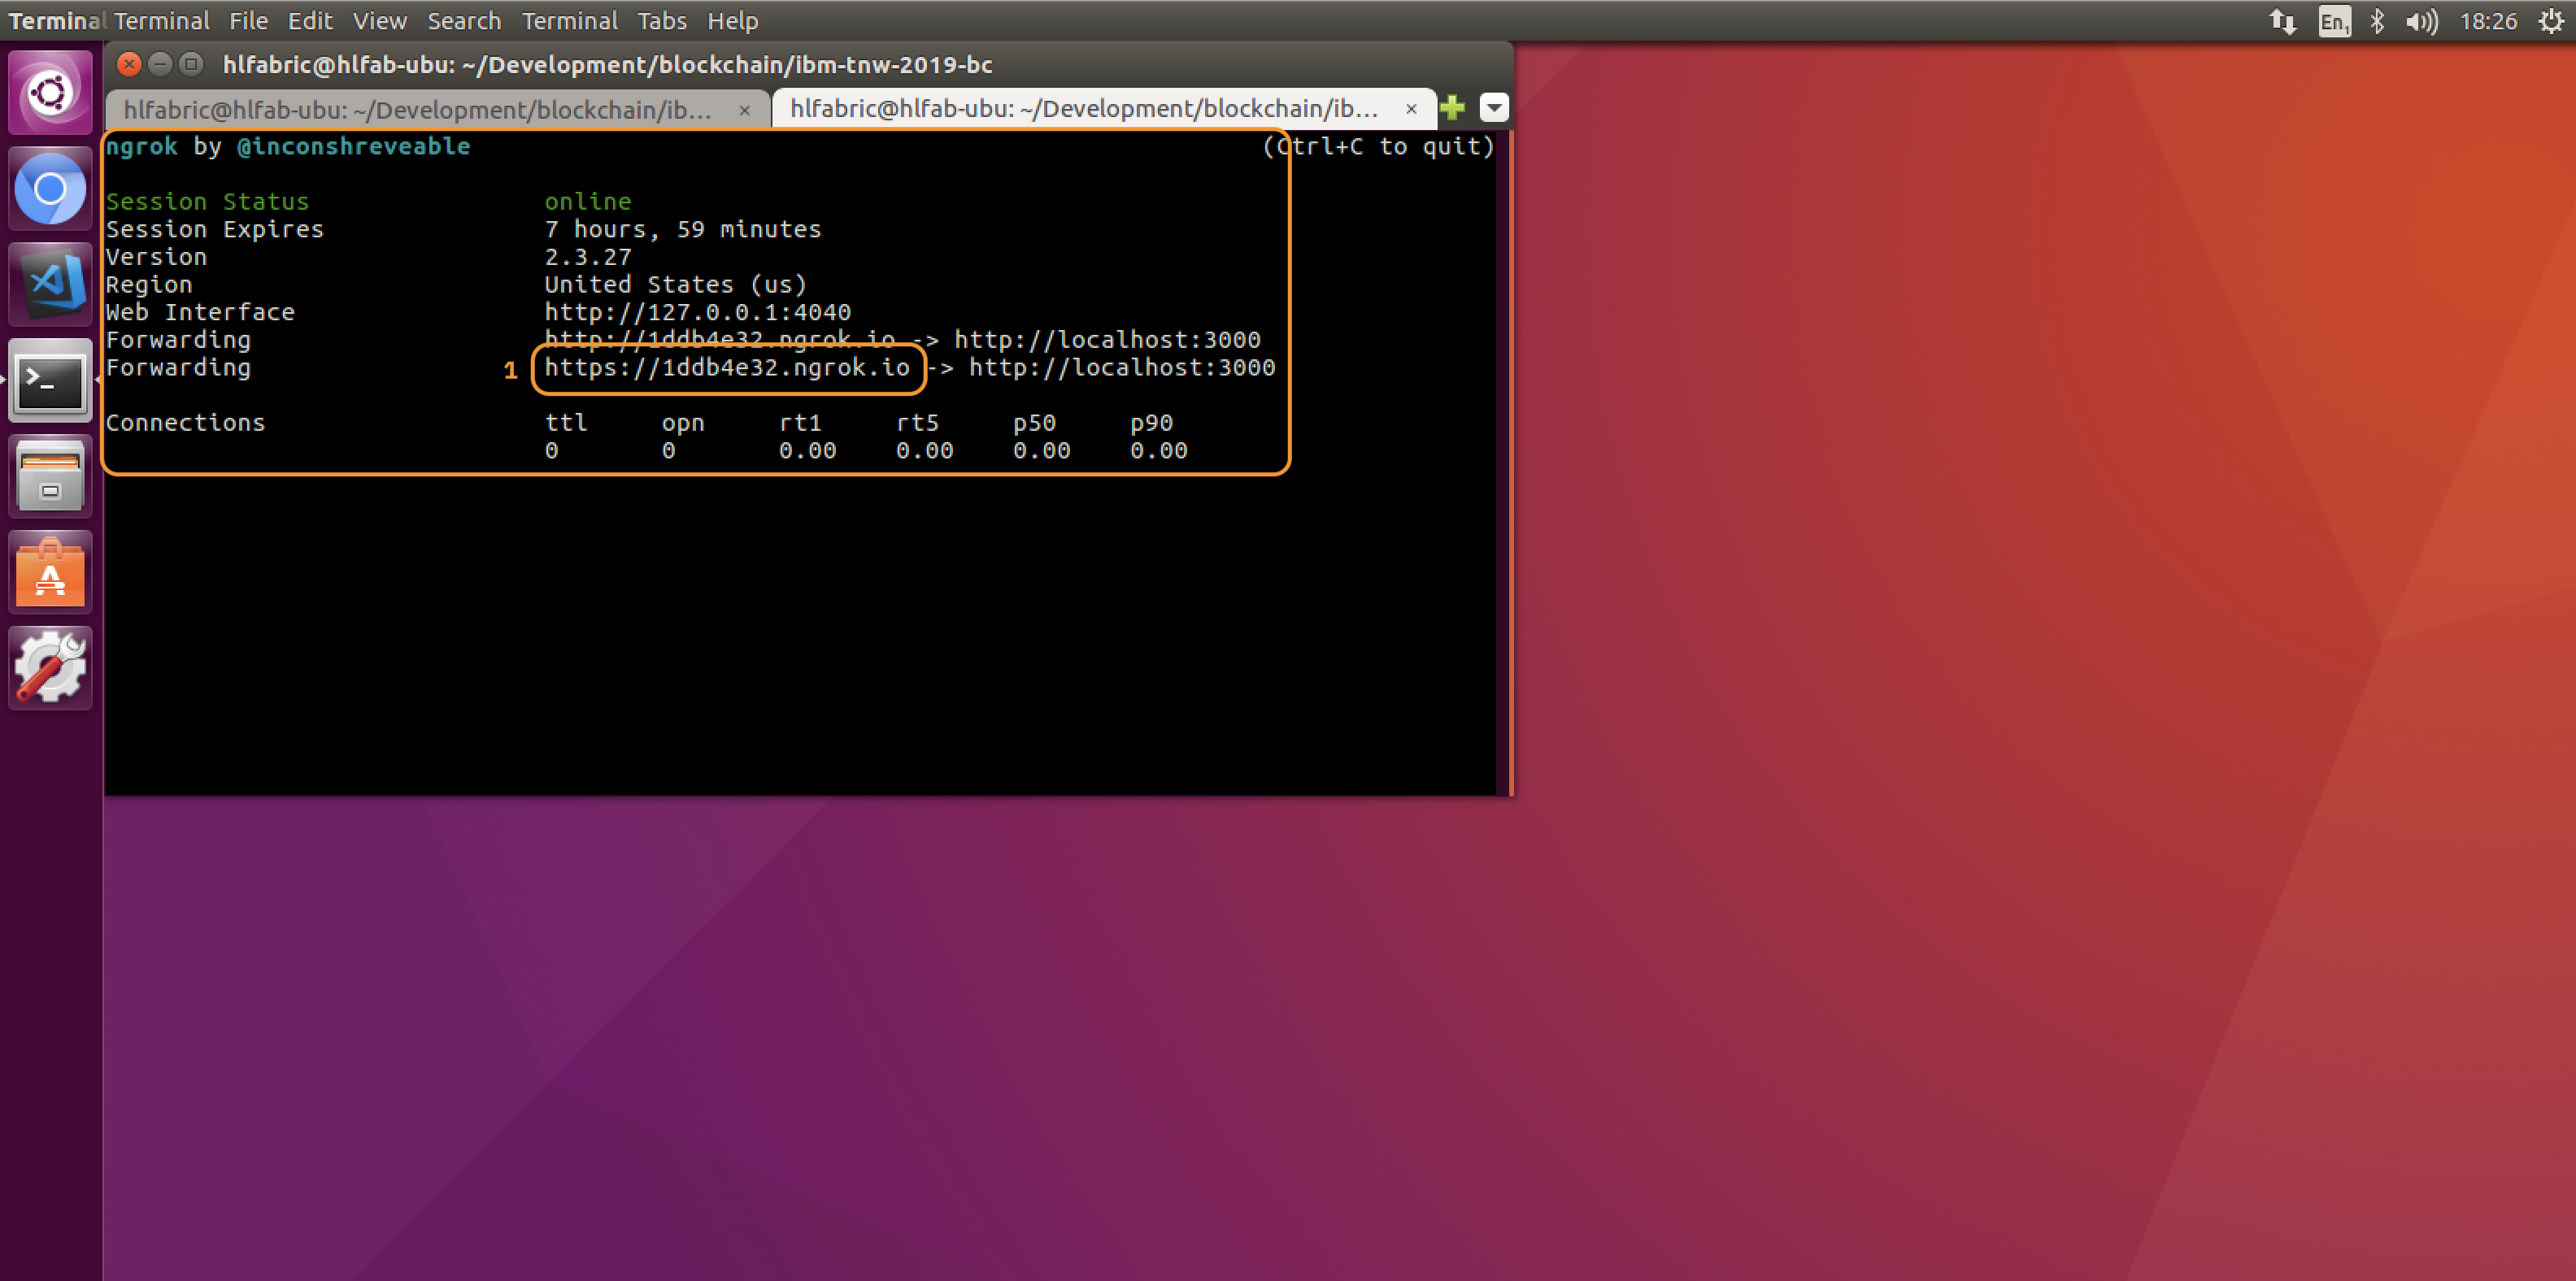 Terminal Terminal File Edit View Search Terminal Tabs Help En1 18:26
hlfabric@hlfab-ubu: ~/Development/blockchain/ibm-tnw-2019-bc
hlfabric@hlfab-ubu: ~/Development/blockchain/ib... × hlfabric@hlfab-ubu: ~/Development/blockchain/ib... ×
ngrok by @inconshreveable (Ctrl+C to quit)
Session Status online
Session Expires 7 hours, 59 minutes
Version 2.3.27
Region United States (us)
Web Interface http://127.0.0.1:4040
Forwarding http://1ddb4e32.ngrok.io -> http://localhost:3000
Forwarding 1 https://1ddb4e32.ngrok.io -> http://localhost:3000
Connections ttl opn rt1 rt5 p50 p90
0 0 0.00 0.00 0.00 0.00